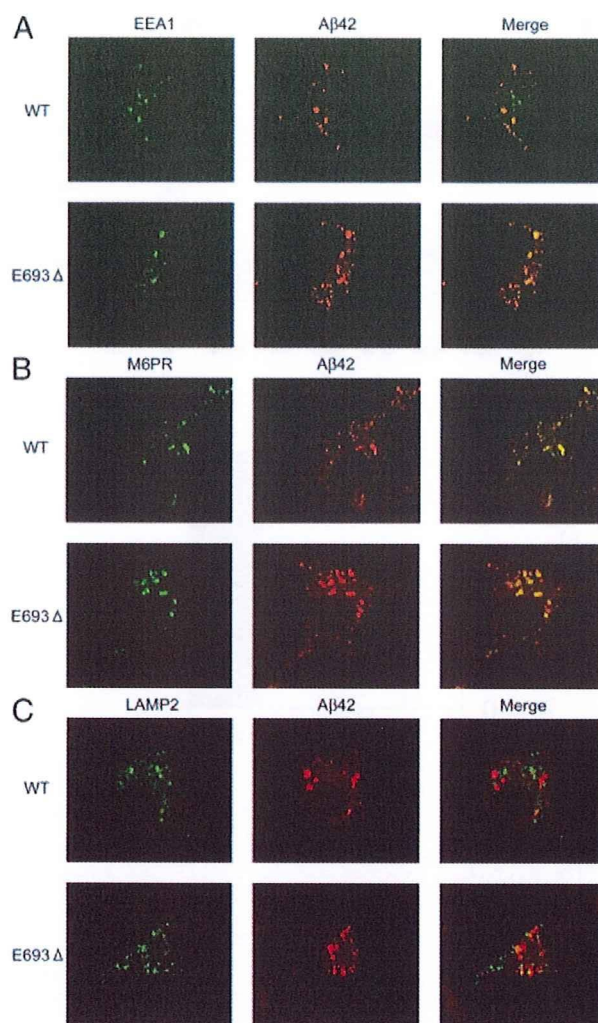 A
EEA1 Aβ42 Merge
WT
E693Δ
B
M6PR Aβ42 Merge
WT
E693Δ
C
LAMP2 Aβ42 Merge
WT
E693Δ